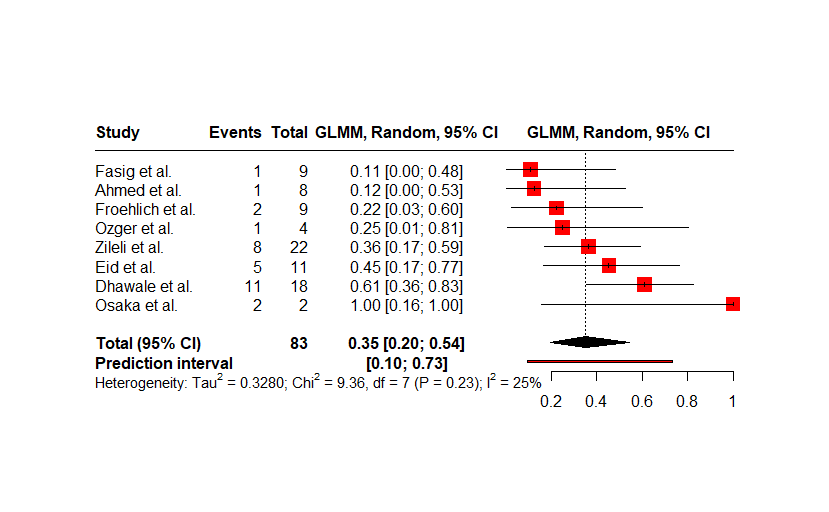 Study Events Total GLMM, Random, 95% CI GLMM, Random, 95% CI
Fasig et al. 1 9 0.11 [0.00; 0.48]
Ahmed et al. 1 8 0.12 [0.00; 0.53]
Froehlich et al. 2 9 0.22 [0.03; 0.60]
Ozger et al. 1 4 0.25 [0.01; 0.81]
Zileli et al. 8 22 0.36 [0.17; 0.59]
Eid et al. 5 11 0.45 [0.17; 0.77]
Dhawale et al. 11 18 0.61 [0.36; 0.83]
Osaka et al. 2 2 1.00 [0.16; 1.00]
Total (95% CI) 83 0.35 [0.20; 0.54]
Prediction interval [0.10; 0.73]
Heterogeneity: Tau² = 0.3280; Chi² = 9.36, df = 7 (P = 0.23); I² = 25%
0.2 0.4 0.6 0.8 1